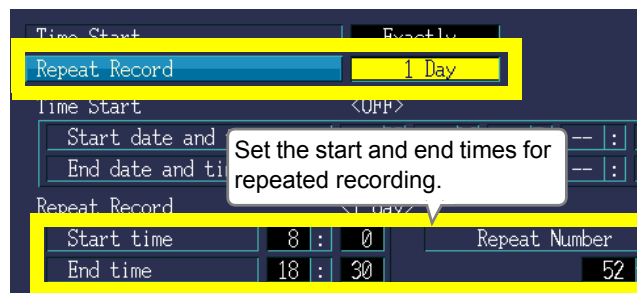 Time Start Exactly
Repeat Record 1 Day
Time Start <OFF>
Start date and -- :
End date and ti -- :
Set the start and end times for
repeated recording.
Repeat Record <1 day>
Start time 8 : 0 Repeat Number
End time 18 : 30 52